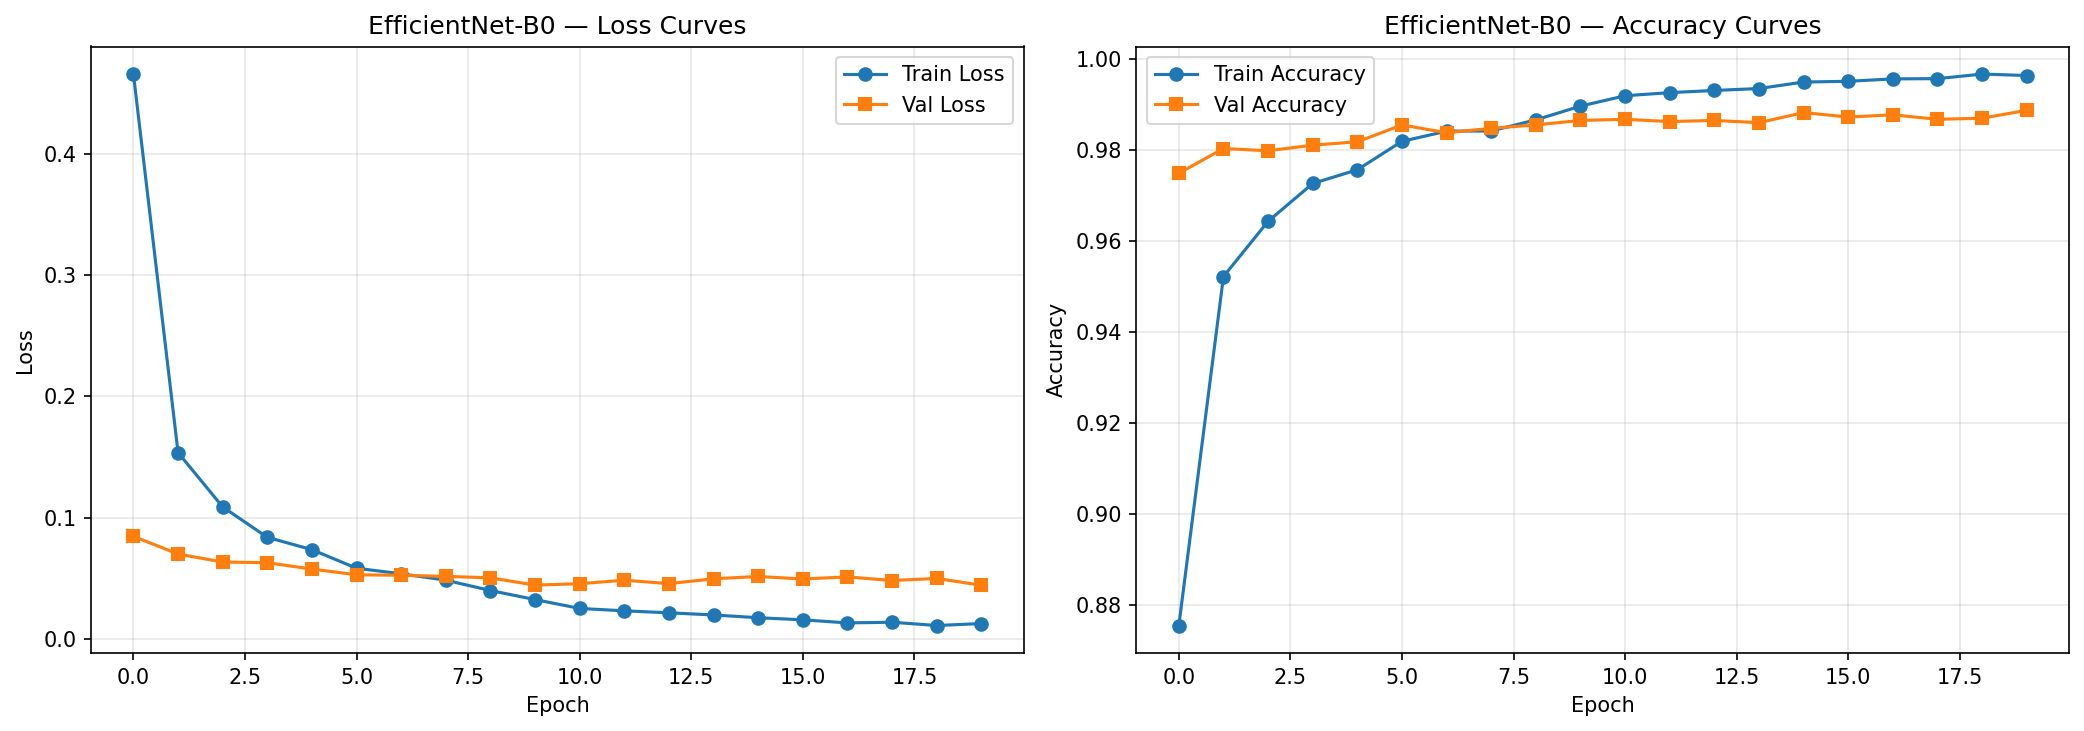 EfficientNet-B0 — Loss Curves
Train Loss
Val Loss
Loss
0.4
0.3
0.2
0.1
0.0
0.0 2.5 5.0 7.5 10.0 12.5 15.0 17.5
Epoch
EfficientNet-B0 — Accuracy Curves
Train Accuracy
Val Accuracy
Accuracy
1.00
0.98
0.96
0.94
0.92
0.90
0.88
0.0 2.5 5.0 7.5 10.0 12.5 15.0 17.5
Epoch